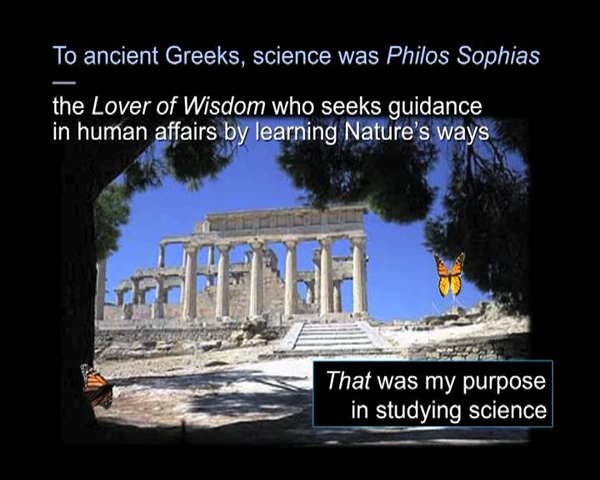 To ancient Greeks, science was Philos Sophias
—
the Lover of Wisdom who seeks guidance
in human affairs by learning Nature's ways
That was my purpose
in studying science